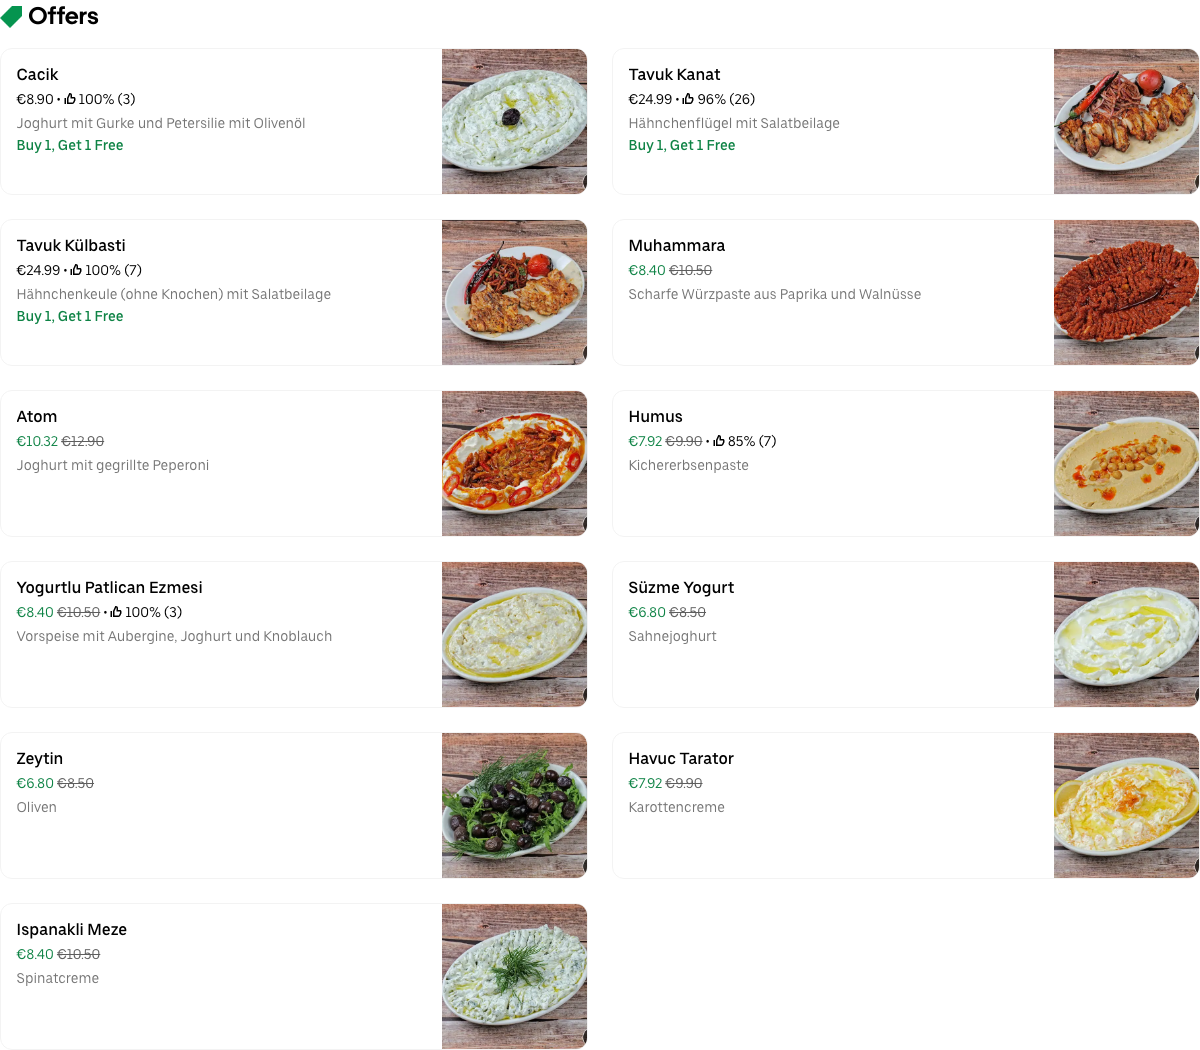 Offers
Cacik
€8.90 • 100% (3)
Joghurt mit Gurke und Petersilie mit Olivenöl
Buy 1, Get 1 Free
Tavuk Kanat
€24.99 • 96% (26)
Hähnchenflügel mit Salatbeilage
Buy 1, Get 1 Free
Tavuk Külbasti
€24.99 • 100% (7)
Hähnchenkeule (ohne Knochen) mit Salatbeilage
Buy 1, Get 1 Free
Muhammara
€8.40 €10.50
Scharfe Würzpaste aus Paprika und Walnüsse
Atom
€10.32 €12.90
Joghurt mit gegrillte Peperoni
Humus
€7.92 €9.90 • 85% (7)
Kichererbsenpaste
Yogurtlu Patlican Ezmesi
€8.40 €10.50 • 100% (3)
Vorspeise mit Aubergine, Joghurt und Knoblauch
Süzme Yogurt
€6.80 €8.50
Sahnejoghurt
Zeytin
€6.80 €8.50
Oliven
Havuc Tarator
€7.92 €9.90
Karottencreme
Ispanakli Meze
€8.40 €10.50
Spinatcreme